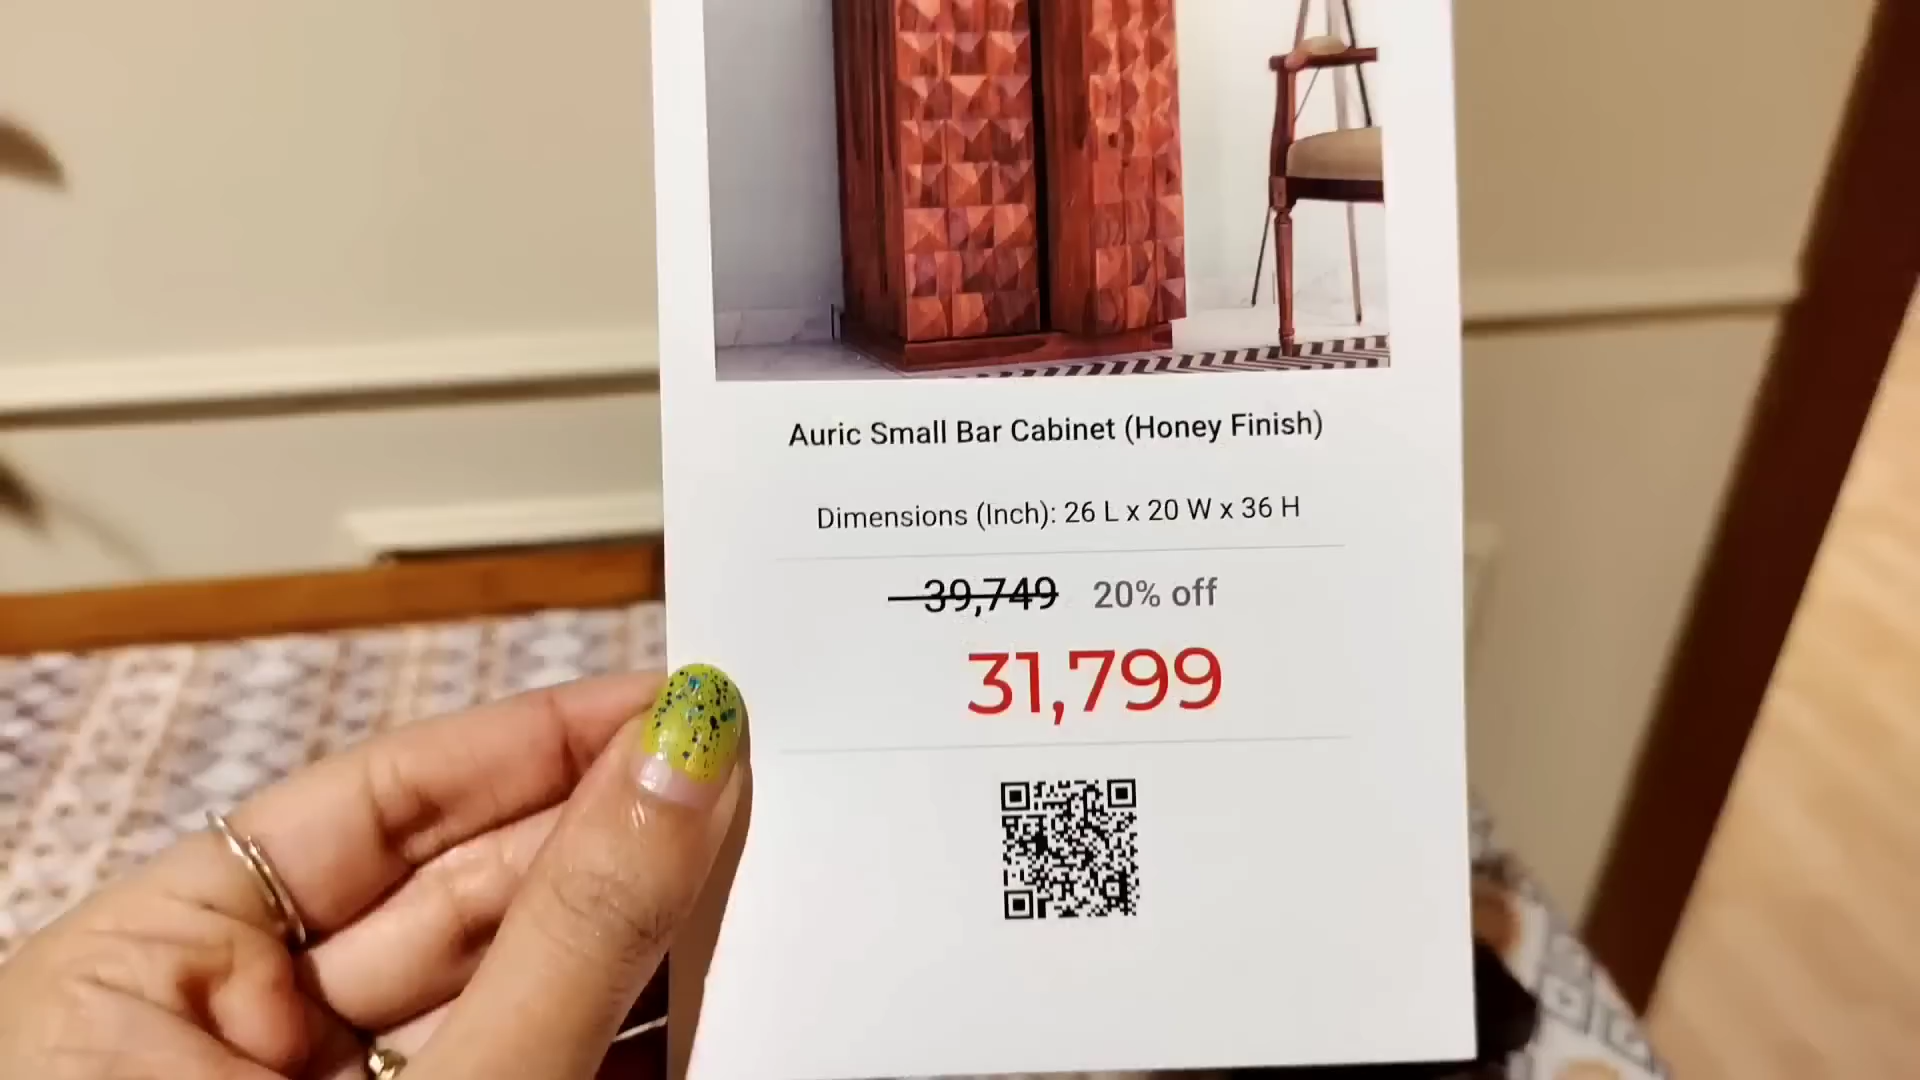 Auric Small Bar Cabinet (Honey Finish)
Dimensions (Inch): 26 L x 20 W x 36 H
39,749 20% off
31,799